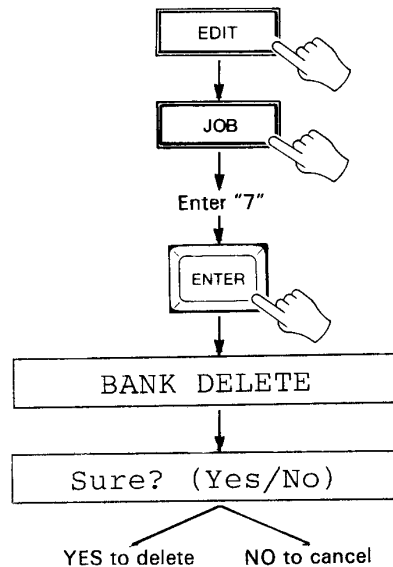 EDIT
JOB
Enter “7”
ENTER
BANK DELETE
Sure? (Yes/No)
YES to delete NO to cancel